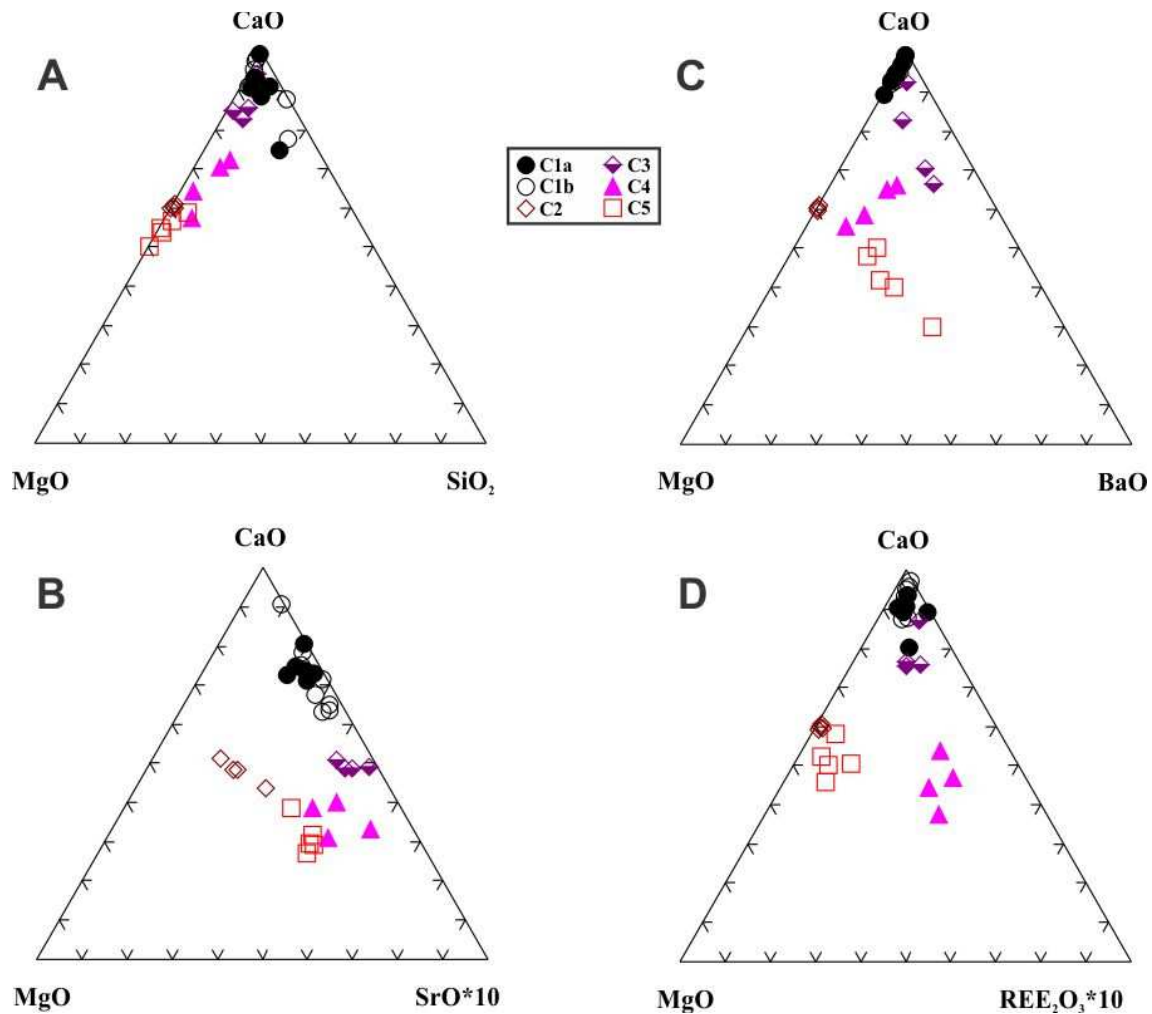 CaO
A
MgO
SiO₂
CaO
C
MgO
BaO
C1a
C3
C1b
C4
C2
C5
CaO
B
MgO
SrO*10
CaO
D
MgO
REE₂O₃*10